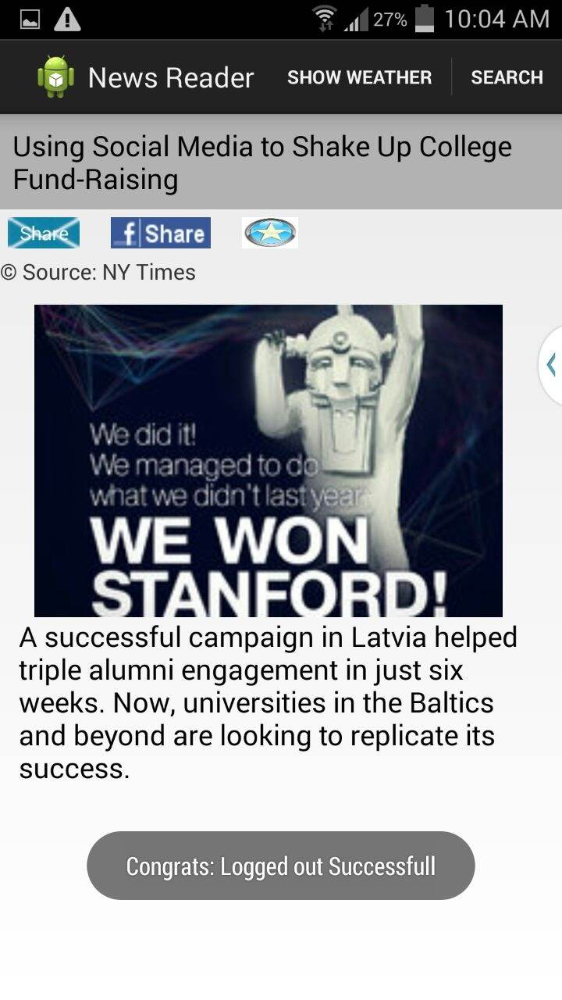 27% 10:04 AM
News Reader SHOW WEATHER SEARCH
Using Social Media to Shake Up College
Fund-Raising
Share f Share
© Source: NY Times
We did it!
We managed to do
what we didn't last year
WE WON
STANFORD!
A successful campaign in Latvia helped
triple alumni engagement in just six
weeks. Now, universities in the Baltics
and beyond are looking to replicate its
success.
Congrats: Logged out Successfull